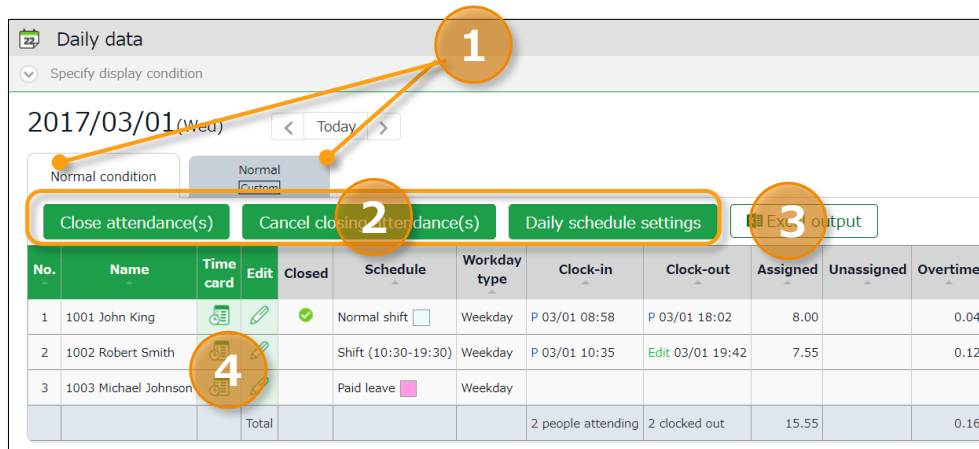 22
Daily data
Specify display condition
1
2017/03/01(Wed)
< Today >
Normal condition
Normal
Custom
Close attendance(s) Cancel closing attendance(s) Daily schedule settings Excel output
2 3
No. Name Time card Edit Closed Schedule Workday type Clock-in Clock-out Assigned Unassigned Overtime
1 1001 John King Normal shift Weekday P 03/01 08:58 P 03/01 18:02 8.00 0.04
2 1002 Robert Smith Shift (10:30-19:30) Weekday P 03/01 10:35 Edit 03/01 19:42 7.55 0.12
4
3 1003 Michael Johnson Paid leave Weekday
Total 2 people attending 2 clocked out 15.55 0.16